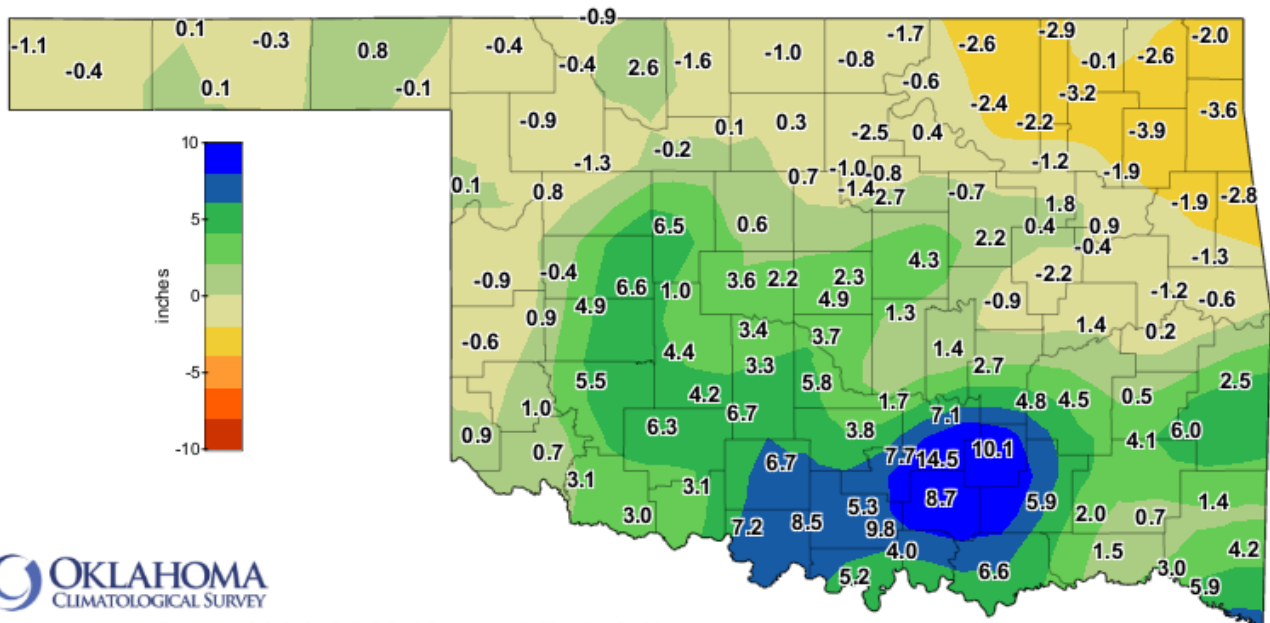 -0.9
-1.1 0.1 -0.3 0.8 -0.4 -1.0 -1.7 -2.6 -2.9 -2.0
-0.4 0.1 -0.1 -0.4 2.6 -1.6 -0.8 -0.6 -0.1 -2.6
-0.9 0.1 0.3 -2.5 0.4 -2.4 -2.2 -3.2 -3.9 -3.6
10
-1.3 -0.2 0.7 -1.0 -0.8 -1.2 -1.9
0.1 0.8 -1.4 2.7 -0.7 1.8 -1.9 -2.8
5
6.5 0.6 2.2 0.4 0.9
-0.4 -1.3
-0.9 -0.4 6.6 1.0 3.6 2.2 2.3 4.3 -2.2
0
inches
0.9 4.9 4.9 1.3 -0.9 -1.2 -0.6
-0.6 3.4 3.7 1.4 1.4 0.2
4.4 3.3 2.7
-5
5.5 4.2 5.8 1.7 4.8 4.5 0.5 2.5
1.0 6.7 7.1
0.9 6.3 3.8 4.1 6.0
-10
0.7 6.7 7.7 14.5 10.1
3.1 3.1 8.7 5.9 1.4
3.0 7.2 8.5 5.3 9.8 2.0 0.7
4.0 1.5 4.2
5.2 6.6 3.0
5.9
OKLAHOMA
CLIMATOLOGICAL SURVEY